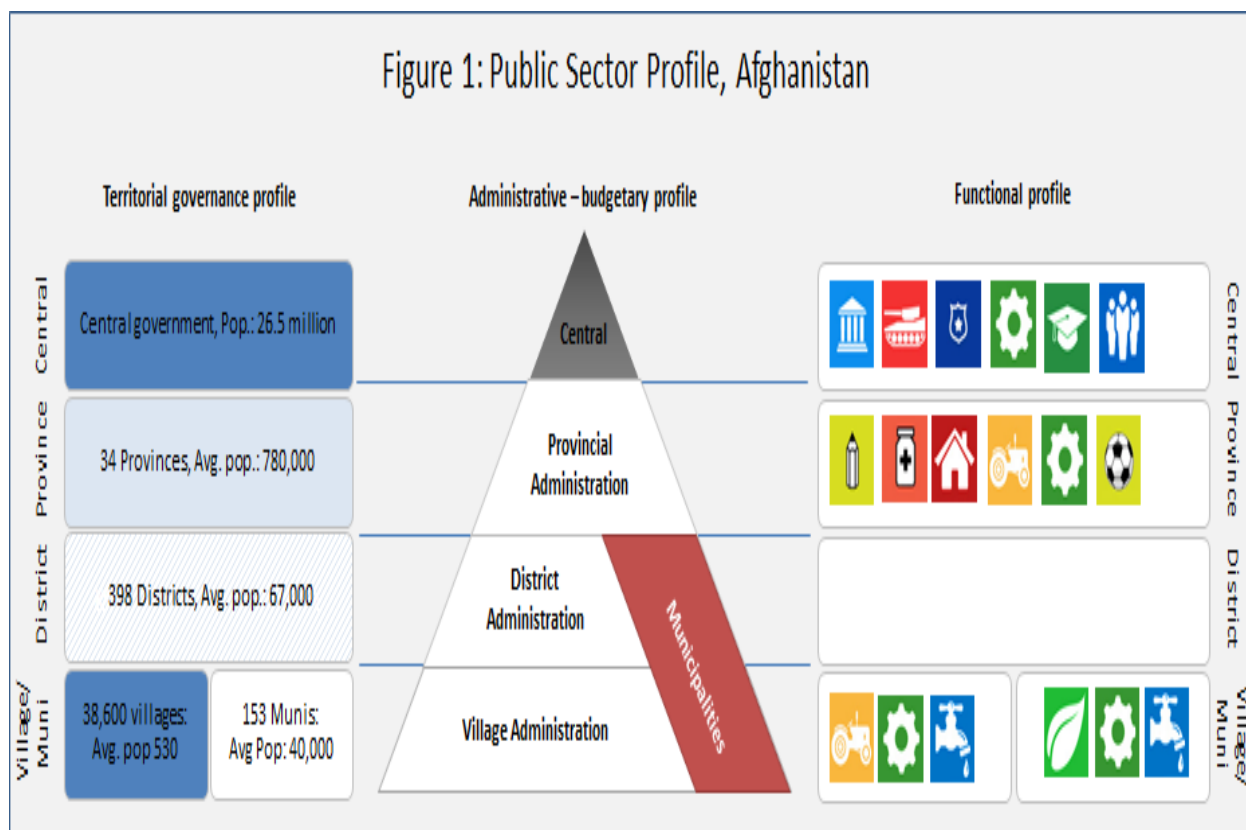 Figure 1: Public Sector Profile, Afghanistan
Territorial governance profile
Administrative – budgetary profile
Functional profile
Central
Central government, Pop.: 26.5 million
Central
Central
Province
34 Provinces, Avg. pop.: 780,000
Provincial
Administration
Province
District
398 Districts, Avg. pop.: 67,000
District
Administration
District
Municipalities
Village/
Muni
38,600 villages:
Avg. pop 530
153 Munis:
Avg Pop: 40,000
Village Administration
Village/
Muni